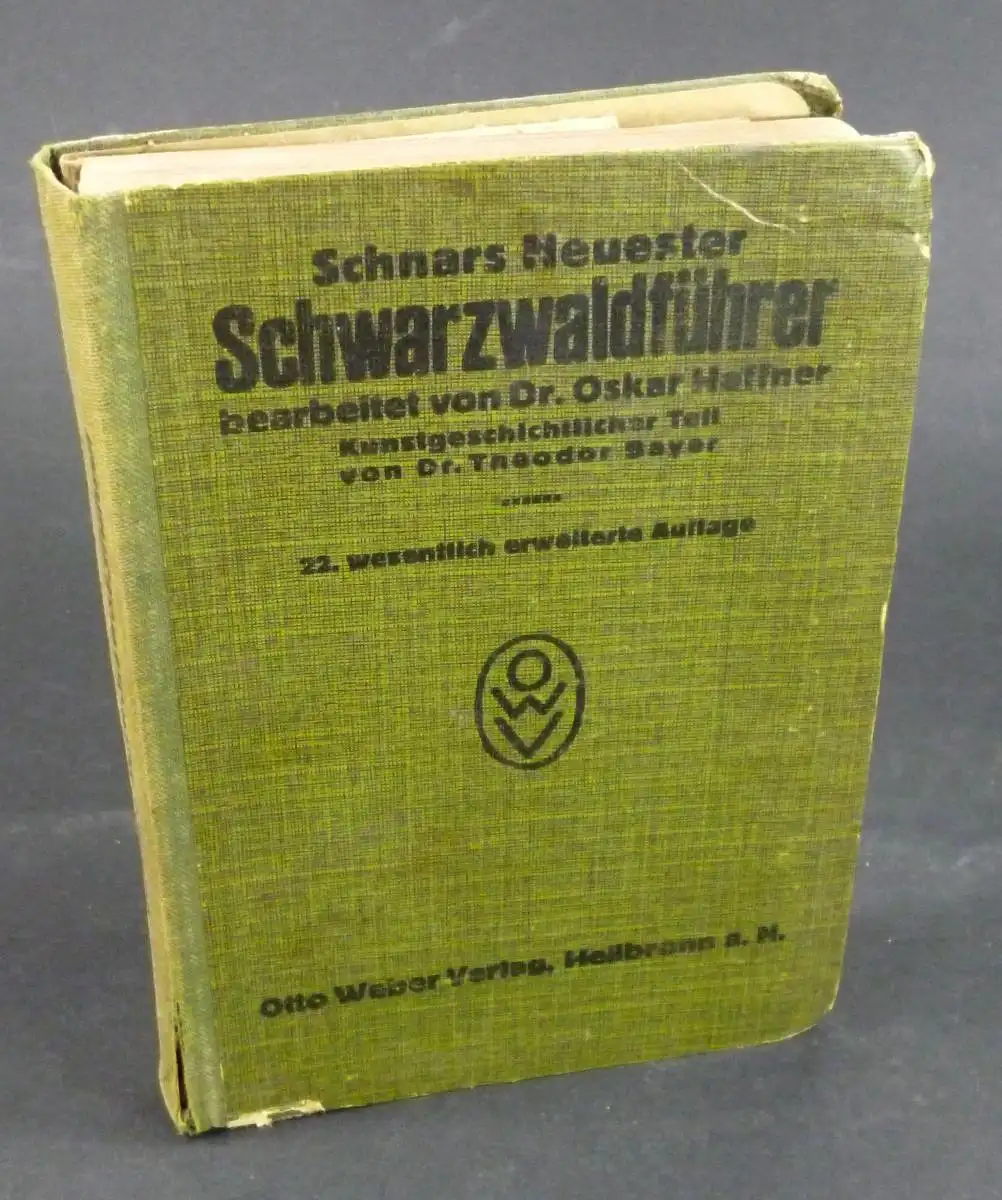 Schnars Neuester
Schwarzwaldführer
bearbeitet von Dr. Oskar Haffner
Kunstgeschichtlicher Teil
von Dr. Theodor Bayer
22. wesentlich erweiterte Auflage
OWV
Otto Weber Verlag, Heilbronn a. N.